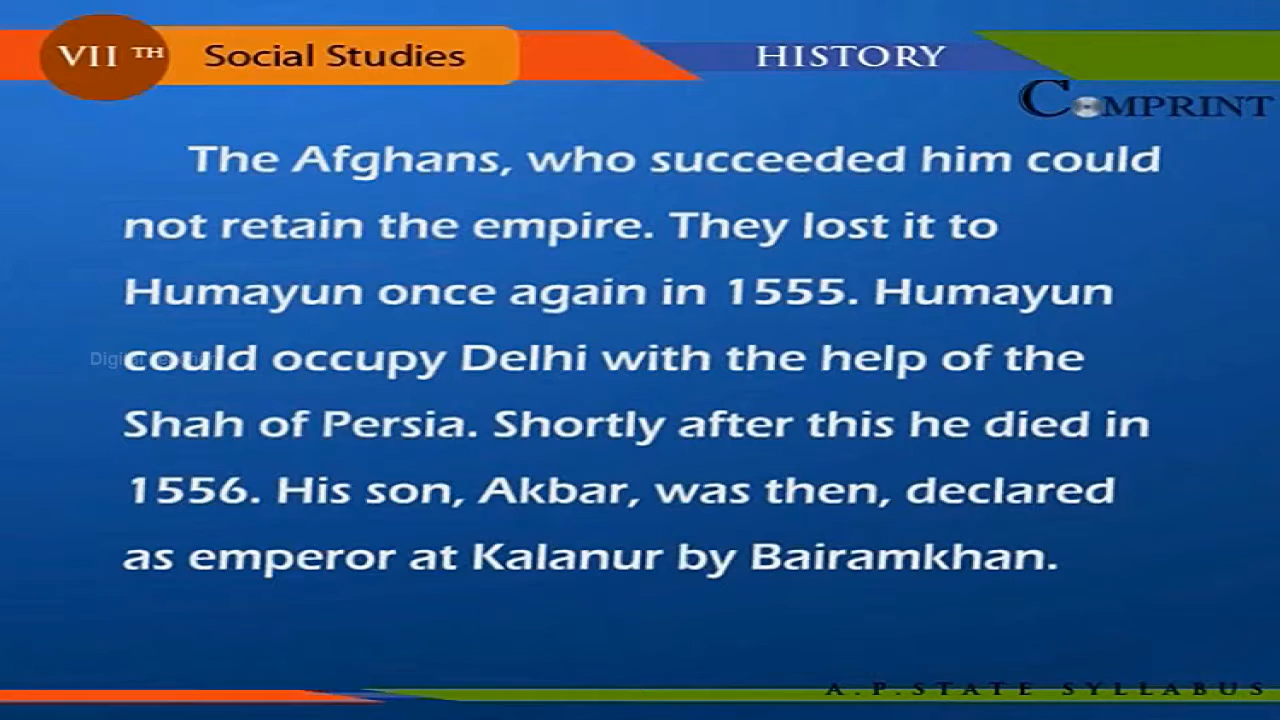 VII TH Social Studies HISTORY
COMPRINT
The Afghans, who succeeded him could
not retain the empire. They lost it to
Humayun once again in 1555. Humayun
could occupy Delhi with the help of the
Shah of Persia. Shortly after this he died in
1556. His son, Akbar, was then, declared
as emperor at Kalanur by Bairamkhan.
A.P.STATE SYLLABUS